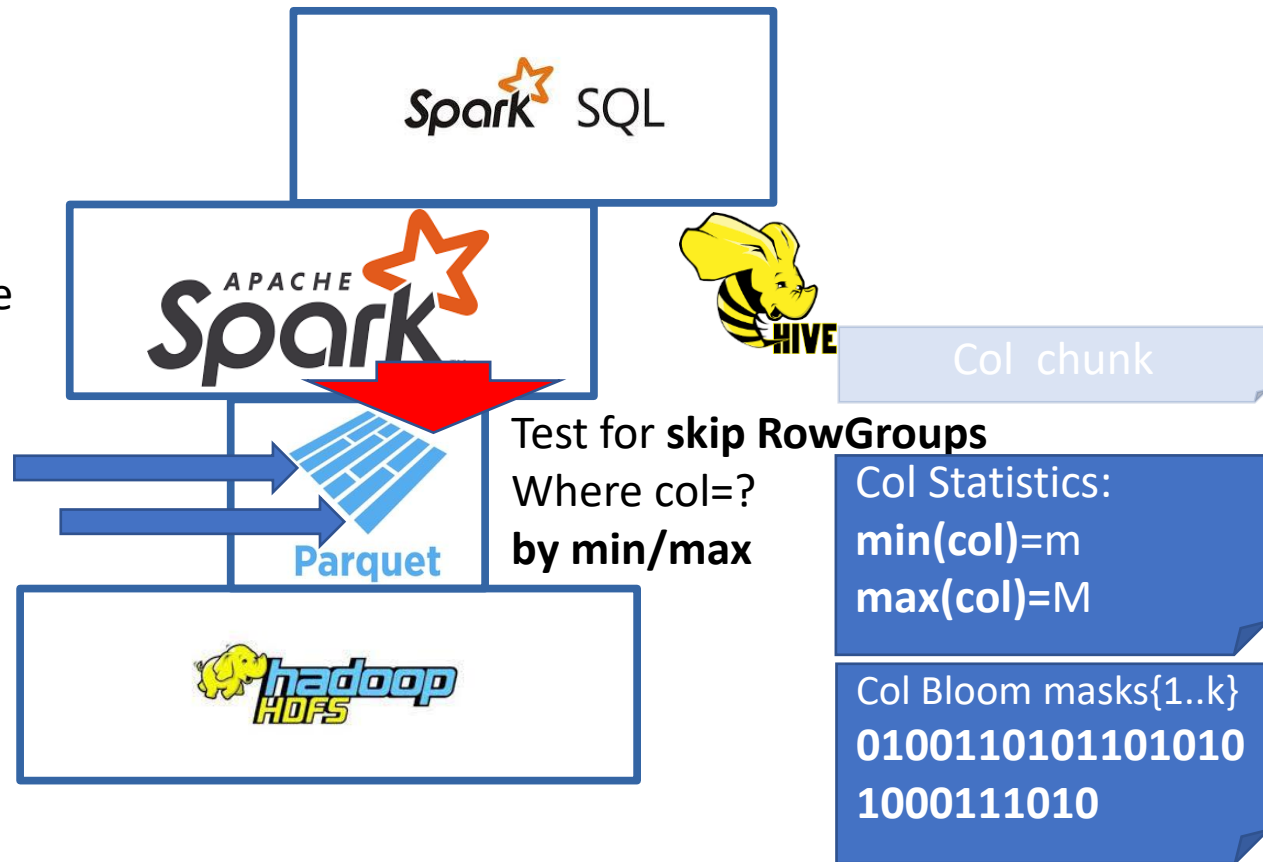 Spark SQL
APACHE
Spark
e
HIVE
Col chunk
Test for skip RowGroups
Where col=?
by min/max
Parquet
Col Statistics:
min(col)=m
max(col)=M
hadoop
HDFS
Col Bloom masks{1..k}
0100110101101010
1000111010